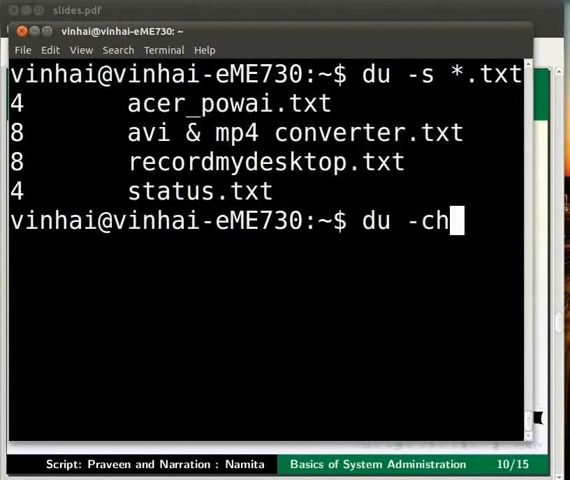 slides.pdf
vinhai@vinhai-eME730: ~
File Edit View Search Terminal Help
vinhai@vinhai-eME730:~$ du -s *.txt
4 acer_powai.txt
8 avi & mp4 converter.txt
8 recordmydesktop.txt
4 status.txt
vinhai@vinhai-eME730:~$ du -ch
Script: Praveen and Narration : Namita Basics of System Administration 10/15